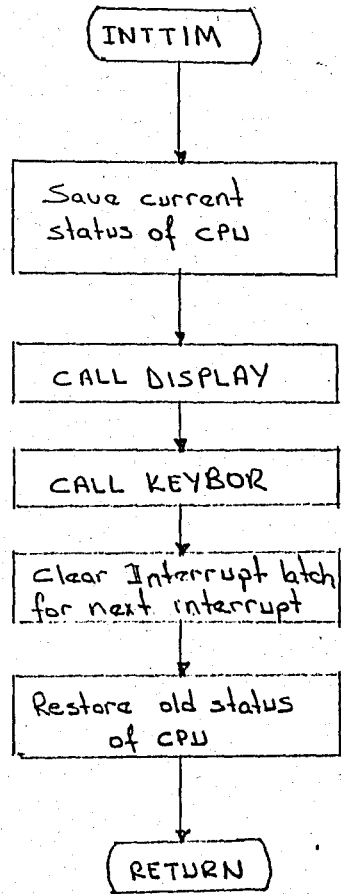 INTTIM
Save current
status of CPU
CALL DISPLAY
CALL KEYBOR
Clear Interrupt latch
for next interrupt
Restore old status
of CPU
RETURN